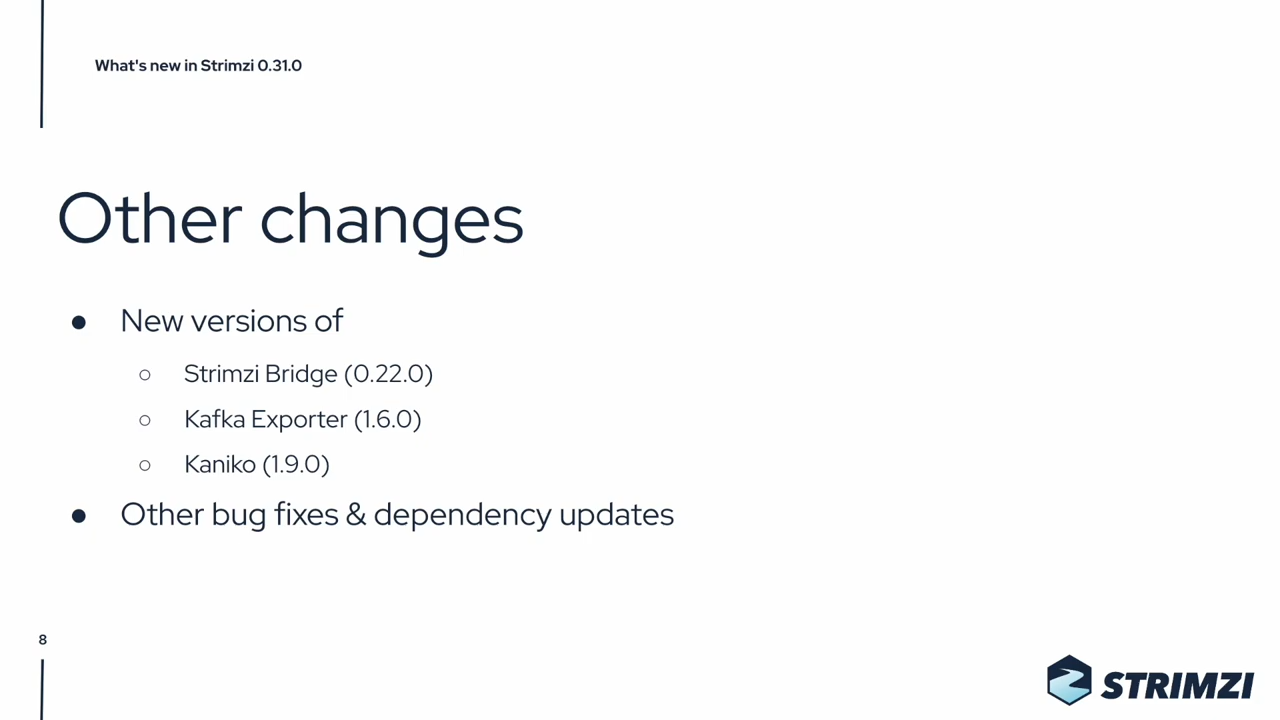 What's new in Strimzi 0.31.0
Other changes
● New versions of
○ Strimzi Bridge (0.22.0)
○ Kafka Exporter (1.6.0)
○ Kaniko (1.9.0)
● Other bug fixes & dependency updates
8
STRIMZI